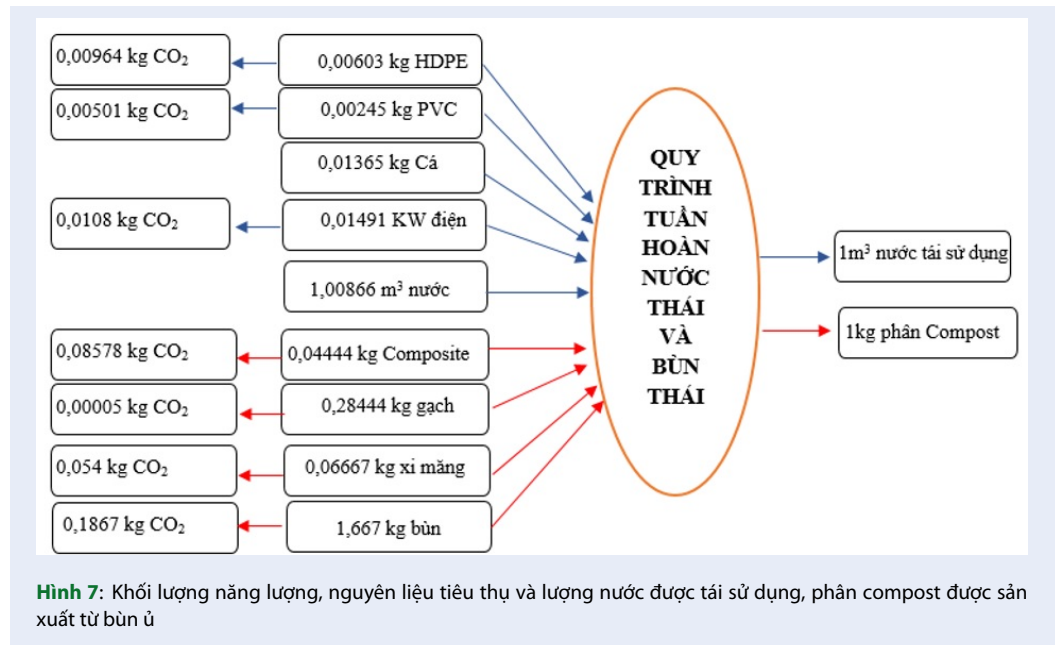 0,00964 kg CO₂
0,00603 kg HDPE
0,00501 kg CO₂
0,00245 kg PVC
0,01365 kg Cá
0,0108 kg CO₂
0,01491 KW điện
1,00866 m³ nước
0,08578 kg CO₂
0,04444 kg Composite
0,00005 kg CO₂
0,28444 kg gạch
0,054 kg CO₂
0,06667 kg xi măng
0,1867 kg CO₂
1,667 kg bùn
QUY
TRÌNH
TUẦN
HOÀN
NƯỚC
THÁI
VÀ
BÙN
THÁI
1m³ nước tái sử dụng
1kg phân Compost
Hình 7: Khối lượng năng lượng, nguyên liệu tiêu thụ và lượng nước được tái sử dụng, phân compost được sản
xuất từ bùn ủ